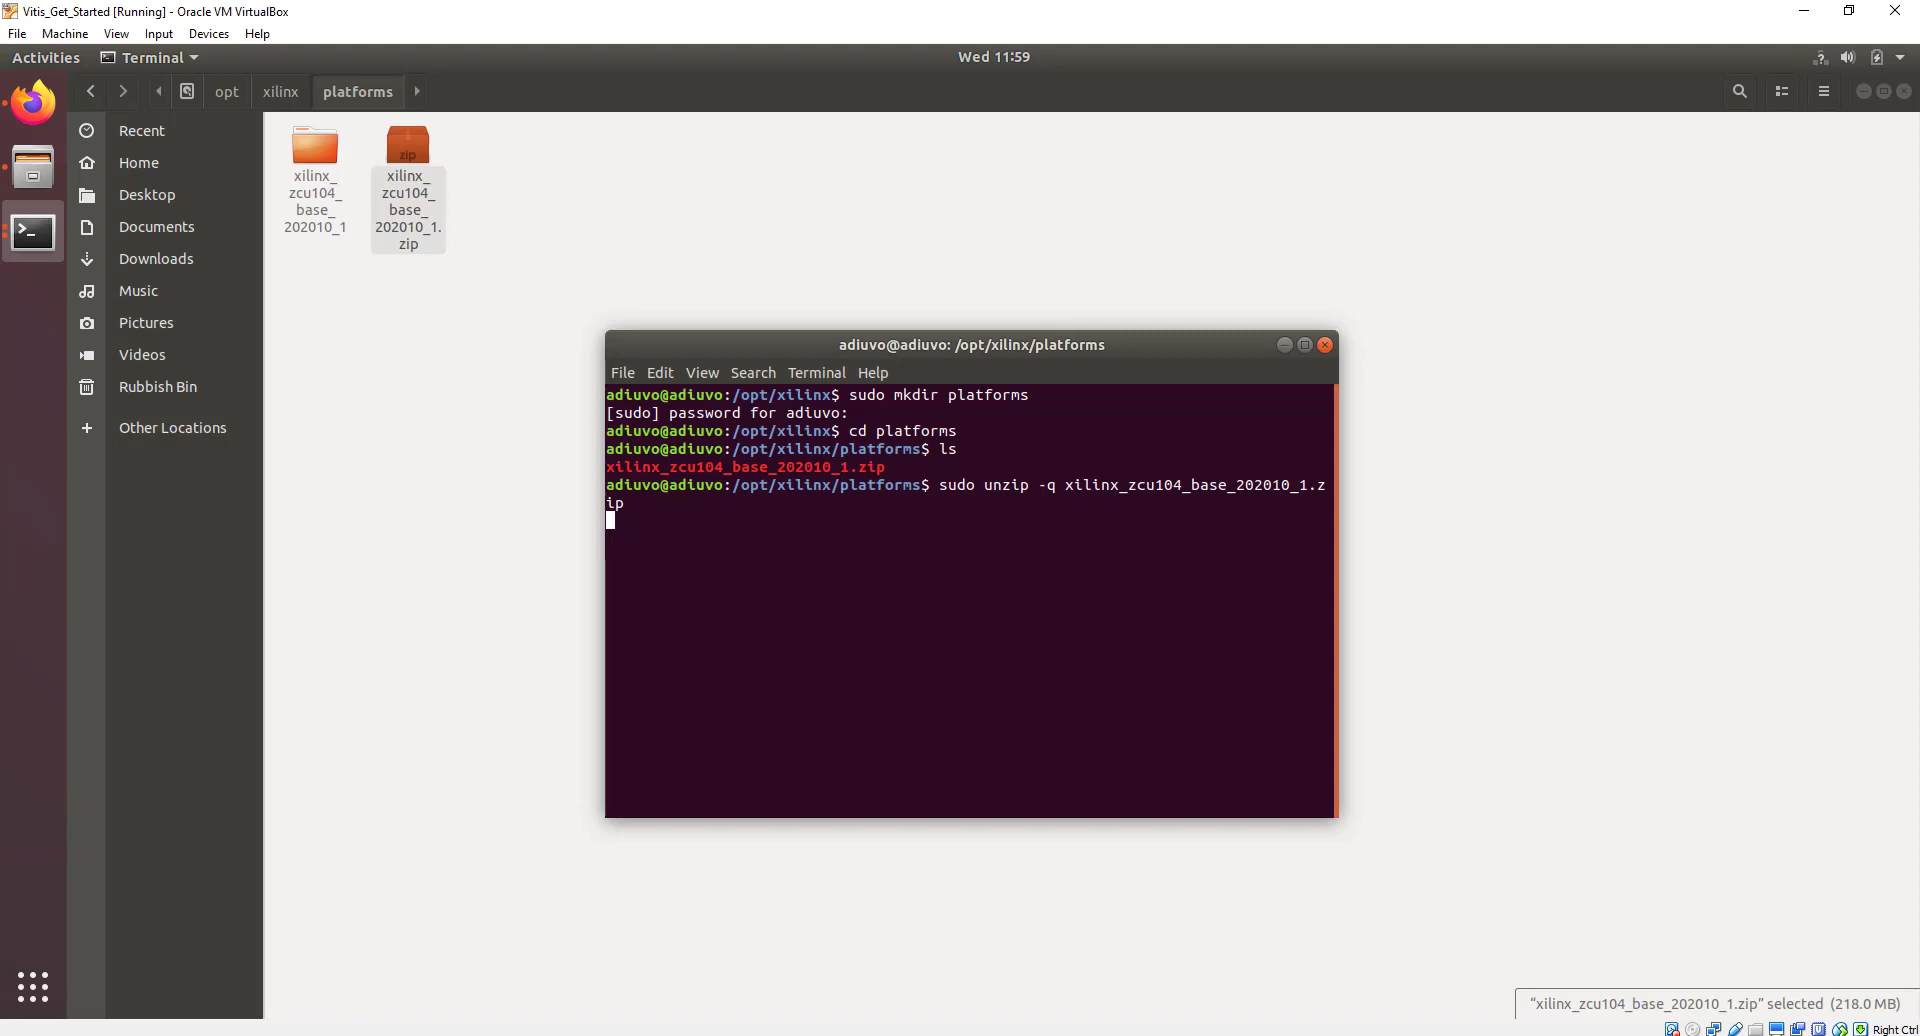 Vitis_Get_Started [Running] - Oracle VM VirtualBox
File Machine View Input Devices Help
Activities Terminal Wed 11:59
opt xilinx platforms
Recent
Home
Desktop
Documents
Downloads
Music
Pictures
Videos
Rubbish Bin
Other Locations
zip
xilinx_
zcu104_
base_
202010_1
xilinx_
zcu104_
base_
202010_1.
zip
adiuvo@adiuvo: /opt/xilinx/platforms
File Edit View Search Terminal Help
adiuvo@adiuvo:/opt/xilinx$ sudo mkdir platforms
[sudo] password for adiuvo:
adiuvo@adiuvo:/opt/xilinx$ cd platforms
adiuvo@adiuvo:/opt/xilinx/platforms$ ls
xilinx_zcu104_base_202010_1.zip
adiuvo@adiuvo:/opt/xilinx/platforms$ sudo unzip -q xilinx_zcu104_base_202010_1.z
ip
“xilinx_zcu104_base_202010_1.zip” selected (218.0 MB)
Right Ctrl